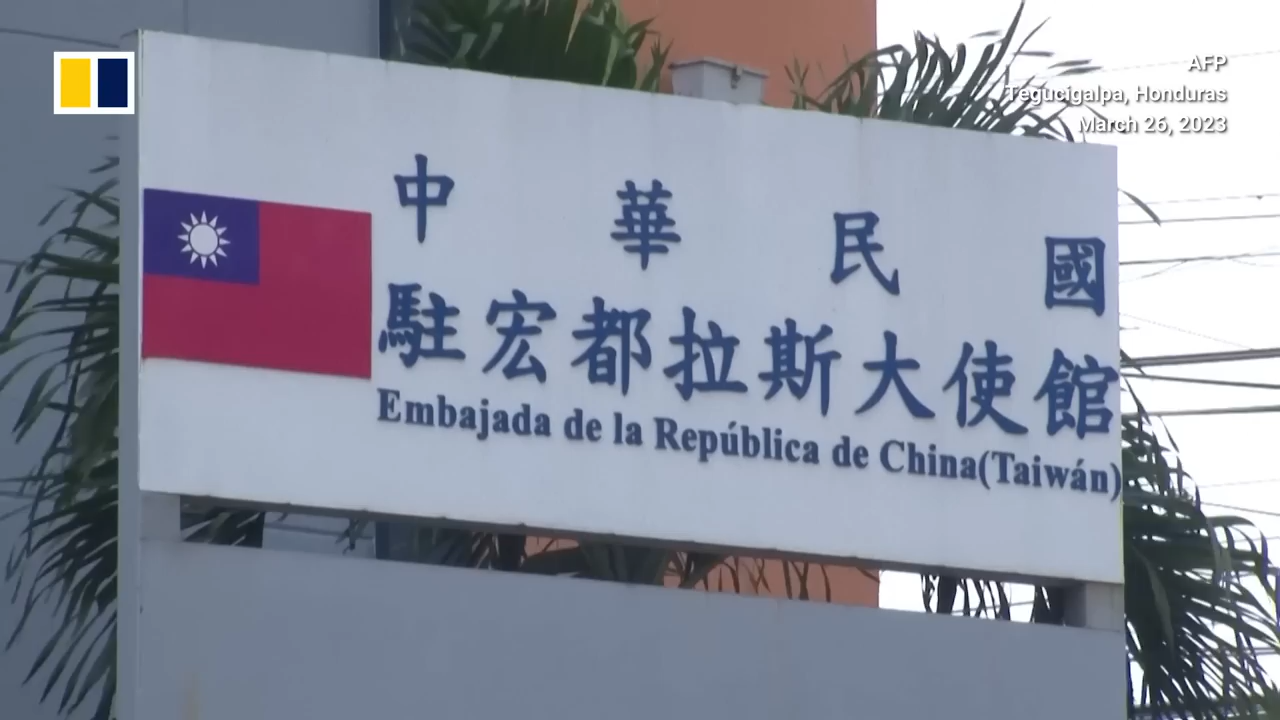 AFP
Tegucigalpa, Honduras
March 26, 2023
中華民國
駐宏都拉斯大使館
Embajada de la República de China(Taiwán)